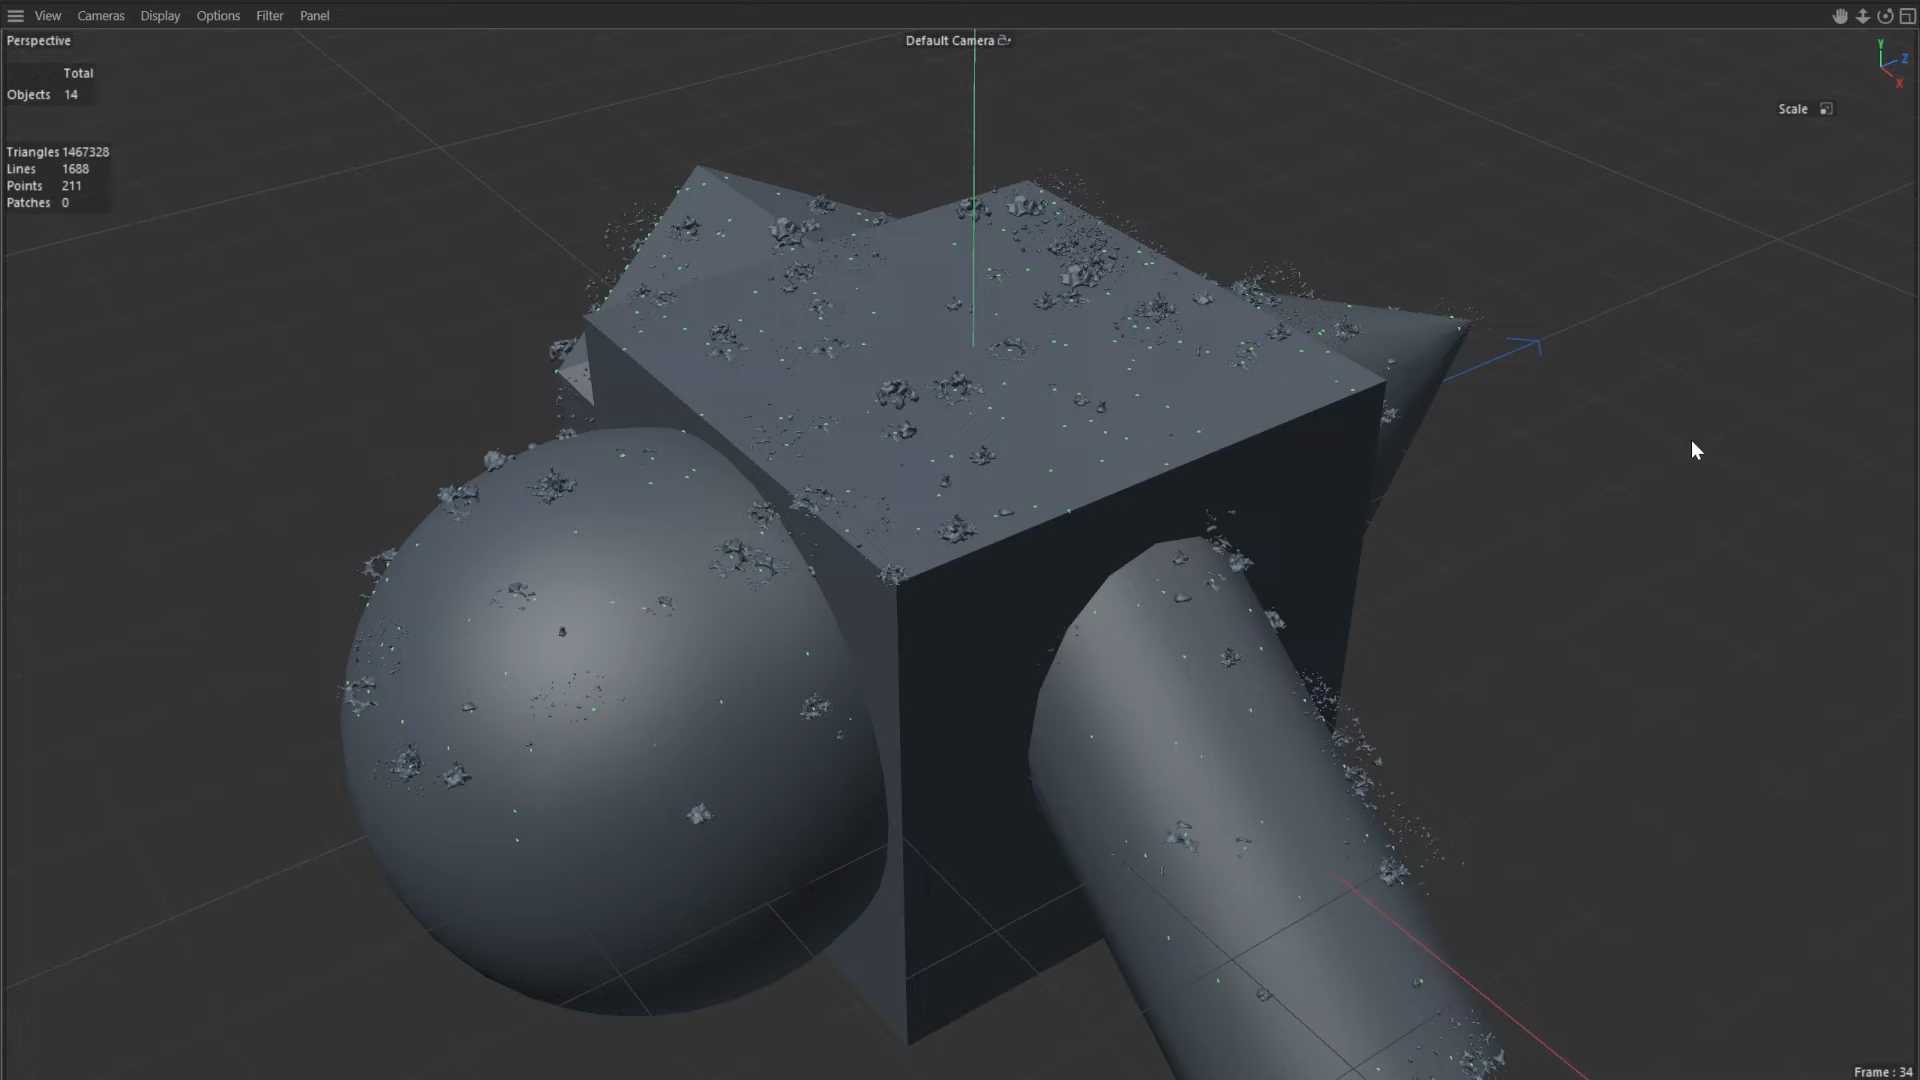 View Cameras Display Options Filter Panel
Perspective
Default Camera
Total
Objects 14
Triangles 1467328
Lines 1688
Points 211
Patches 0
Y
Z
X
Scale
Frame : 34